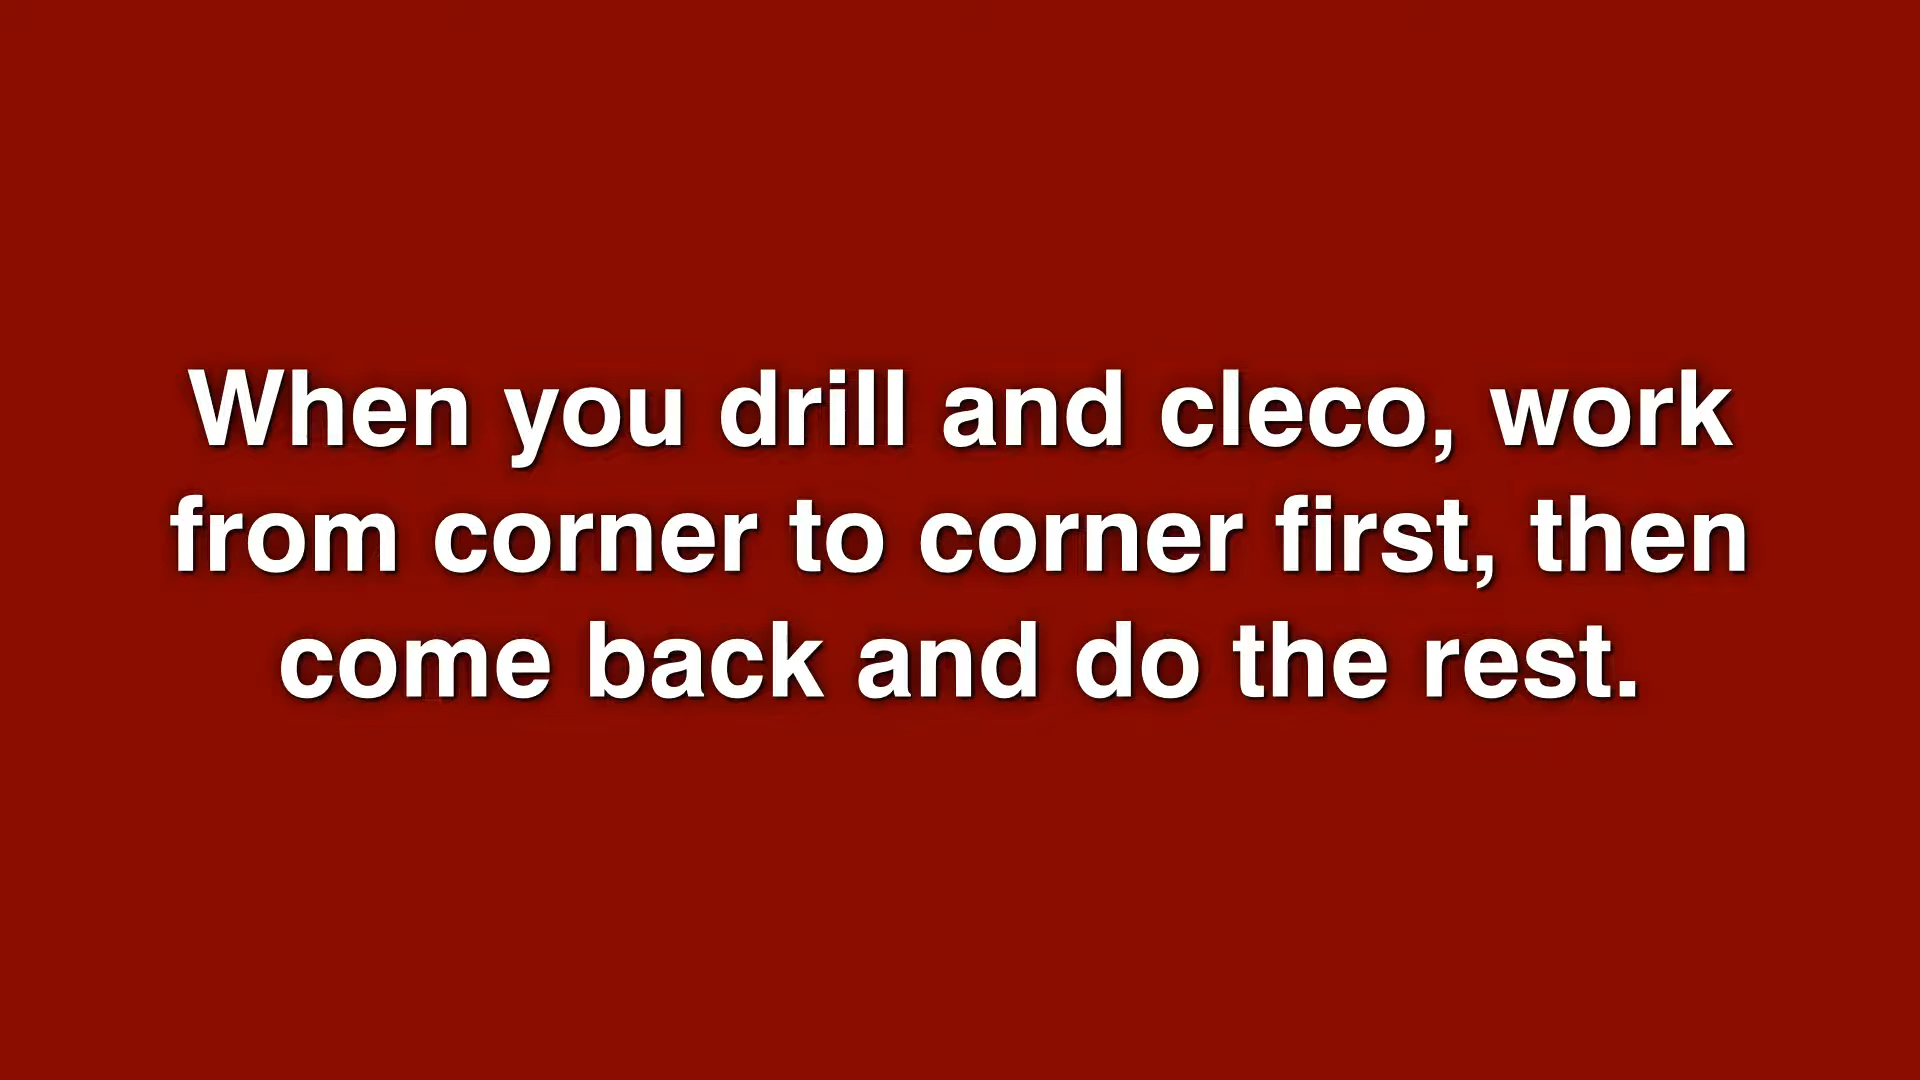 When you drill and cleco, work
from corner to corner first, then
come back and do the rest.